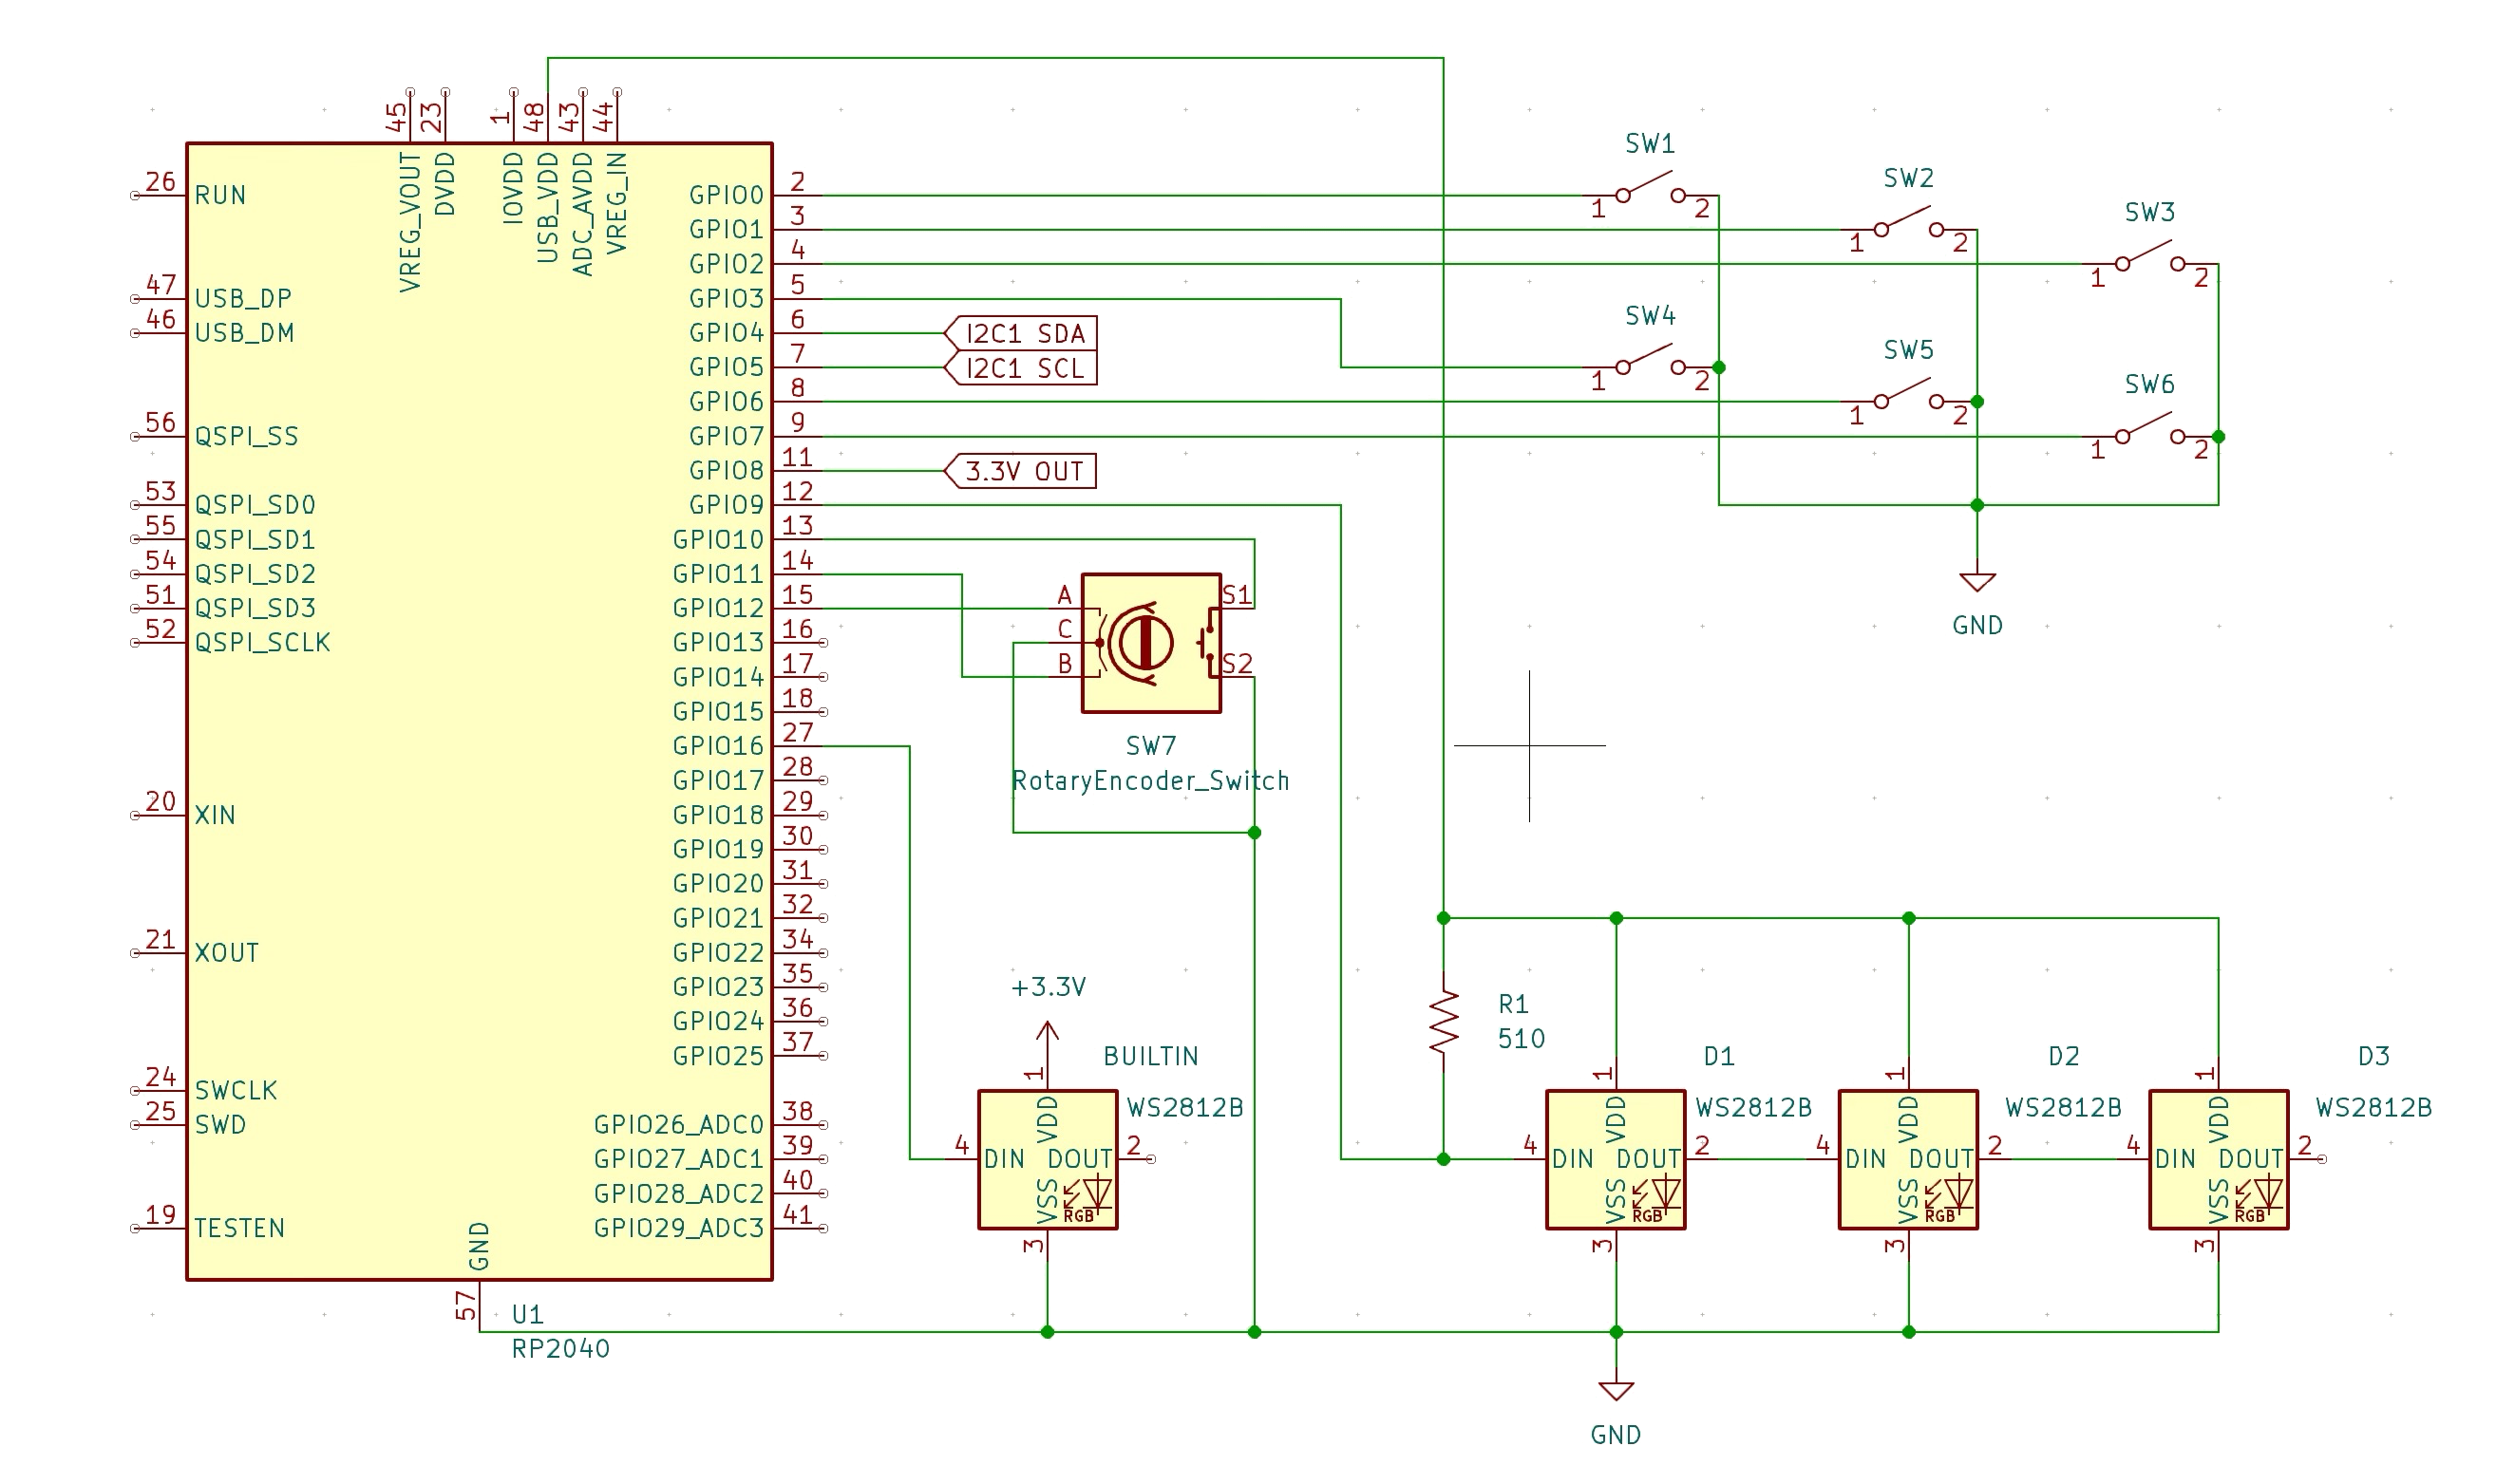 45
23
1
48
43
44
VREG_VOUT
DVDD
IOVDD
USB_VDD
ADC_AVDD
VREG_IN
26 RUN
47 USB_DP
46 USB_DM
56 QSPI_SS
53 QSPI_SD0
55 QSPI_SD1
54 QSPI_SD2
51 QSPI_SD3
52 QSPI_SCLK
20 XIN
21 XOUT
24 SWCLK
25 SWD
19 TESTEN
GND
57
U1
RP2040
GPIO0 2
GPIO1 3
GPIO2 4
GPIO3 5
GPIO4 6
GPIO5 7
GPIO6 8
GPIO7 9
GPIO8 11
GPIO9 12
GPIO10 13
GPIO11 14
GPIO12 15
GPIO13 16
GPIO14 17
GPIO15 18
GPIO16 27
GPIO17 28
GPIO18 29
GPIO19 30
GPIO20 31
GPIO21 32
GPIO22 34
GPIO23 35
GPIO24 36
GPIO25 37
GPIO26_ADC0 38
GPIO27_ADC1 39
GPIO28_ADC2 40
GPIO29_ADC3 41
I2C1 SDA
I2C1 SCL
3.3V OUT
SW1
1 2
SW2
1 2
SW3
1 2
SW4
1 2
SW5
1 2
SW6
1 2
GND
A
C
B
S1
S2
SW7
RotaryEncoder_Switch
+3.3V
BUILTIN
WS2812B
1
VDD
4 DIN DOUT 2
VSS
RGB
3
R1
510
D1
WS2812B
1
VDD
4 DIN DOUT 2
VSS
RGB
3
D2
WS2812B
1
VDD
4 DIN DOUT 2
VSS
RGB
3
D3
WS2812B
1
VDD
4 DIN DOUT 2
VSS
RGB
3
GND